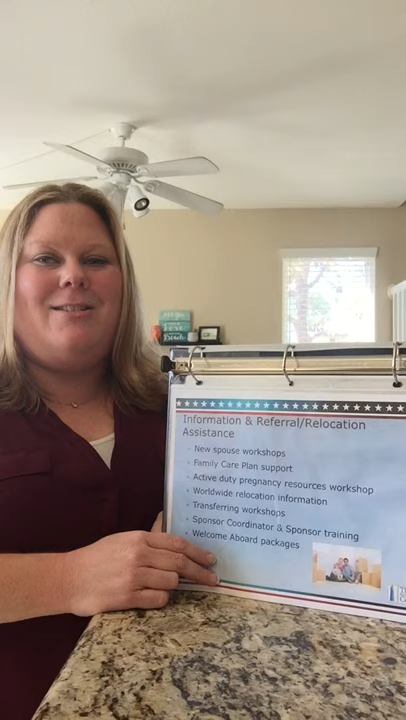 Information & Referral/Relocation
Assistance
New spouse workshops
Family Care Plan support
Active duty pregnancy resources workshop
Worldwide relocation information
Transferring workshops
Sponsor Coordinator & Sponsor training
Welcome Aboard packages